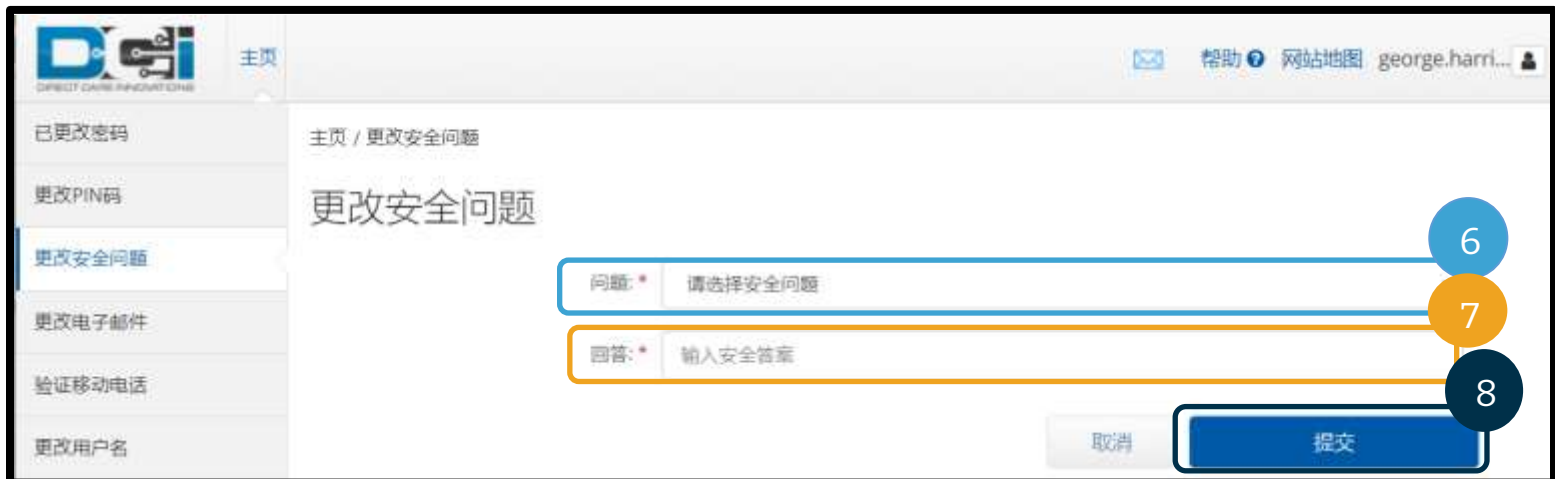 DCi
DIRECT CARE INNOVATIONS
主页
帮助 ? 网站地图 george.harri...
已更改密码
更改PIN码
更改安全问题
更改电子邮件
验证移动电话
更改用户名
主页 / 更改安全问题
更改安全问题
问题: * 请选择安全问题
6
回答: * 输入安全答案
7
取消
提交
8